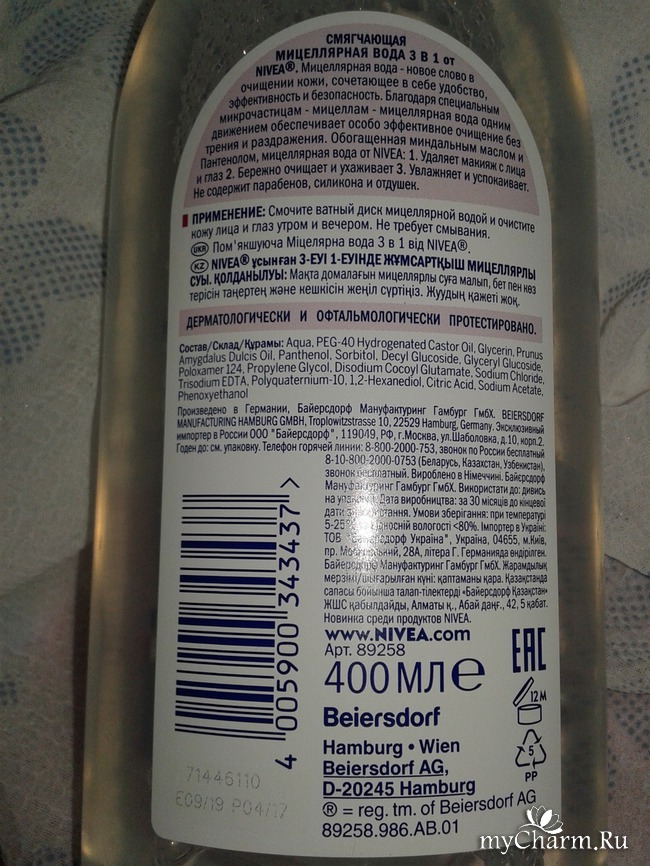 СМЯГЧАЮЩАЯ
МИЦЕЛЛЯРНАЯ ВОДА 3 В 1 от
NIVEA®. Мицеллярная вода - новое слово в
очищении кожи, сочетающее в себе удобство,
эффективность и безопасность. Благодаря специальным
микрочастицам - мицеллам - мицеллярная вода одним
движением обеспечивает особо эффективное очищение без
трения и раздражения. Обогащенная миндальным маслом и
Пантенолом, мицеллярная вода от NIVEA: 1. Удаляет макияж с лица
и глаз 2. Бережно очищает и ухаживает 3. Увлажняет и успокаивает.
Не содержит парабенов, силикона и отдушек.
ПРИМЕНЕНИЕ: Смочите ватный диск мицеллярной водой и очистите
кожу лица и глаз утром и вечером. Не требует смывания.
UKR Пом'якшуюча Міцелярна вода 3 в 1 від NIVEA®.
KZ NIVEA® ұсынған 3-ЕУІ 1-ЕУІНДЕ ЖҰМСАРТҚЫШ МИЦЕЛЛЯРЛЫ
СУЫ. ҚОЛДАНЫЛУЫ: Мақта домалағын мицеллярлы суға малып, бет пен көз
терісін таңертең және кешкісін жеңіл сүртіңіз. Жуудың қажеті жоқ.
ДЕРМАТОЛОГИЧЕСКИ И ОФТАЛЬМОЛОГИЧЕСКИ ПРОТЕСТИРОВАНО.
Состав/Склад/Құрамы: Aqua, PEG-40 Hydrogenated Castor Oil, Glycerin, Prunus
Amygdalus Dulcis Oil, Panthenol, Sorbitol, Decyl Glucoside, Glyceryl Glucoside,
Poloxamer 124, Propylene Glycol, Disodium Cocoyl Glutamate, Sodium Chloride,
Trisodium EDTA, Polyquaternium-10, 1,2-Hexanediol, Citric Acid, Sodium Acetate,
Phenoxyethanol
Произведено в Германии, Байерсдорф Мануфактуринг Гамбург ГмбХ. BEIERSDORF
MANUFACTURING HAMBURG GMBH, Troplowitzstrasse 10, 22529 Hamburg, Germany. Эксклюзивный
импортер в России ООО "Байерсдорф", 119049, РФ, г.Москва, ул.Шаболовка, д.10, корп.2.
Годен до: см. упаковку. Телефон горячей линии: 8-800-2000-753, звонок по России бесплатный
8-10-800-2000-0753 (Беларусь, Казахстан, Узбекистан),
звонок бесплатный. Вироблено в Німеччині. Байерсдорф
Мануфактуринг Гамбург ГмбХ. Використати до: дивись
на Дата виробництва: за 30 місяців до кінцевої
дати Умови зберігання: при температурі
вологості <80%. Імпортер в Україні:
ТОВ Україна", Україна, 04655, м.Київ,
пр. 28А, літера Г. Германияда өндірілген.
Байерсдорф Мануфактуринг Гамбург ГмбХ. Жарамдылық
мерзімі/шығарылған күні: қаптаманы қара. Қазақстанда
сапасы бойынша талап-тілектерді «Байерсдорф Қазақстан»
ЖШС қабылдайды, Алматы қ., Абай даңғ., 42, 5 қабат.
Новинка среди продуктов NIVEA.
www.NIVEA.com
Арт. 89258
400 МЛ e
EAC
12 M
5
PP
Beiersdorf
Hamburg • Wien
Beiersdorf AG,
D-20245 Hamburg
® = reg. tm. of Beiersdorf AG
89258.986.AB.01
4 005900 343437 >
71446110
E09/19 P04/17
myCharm.Ru